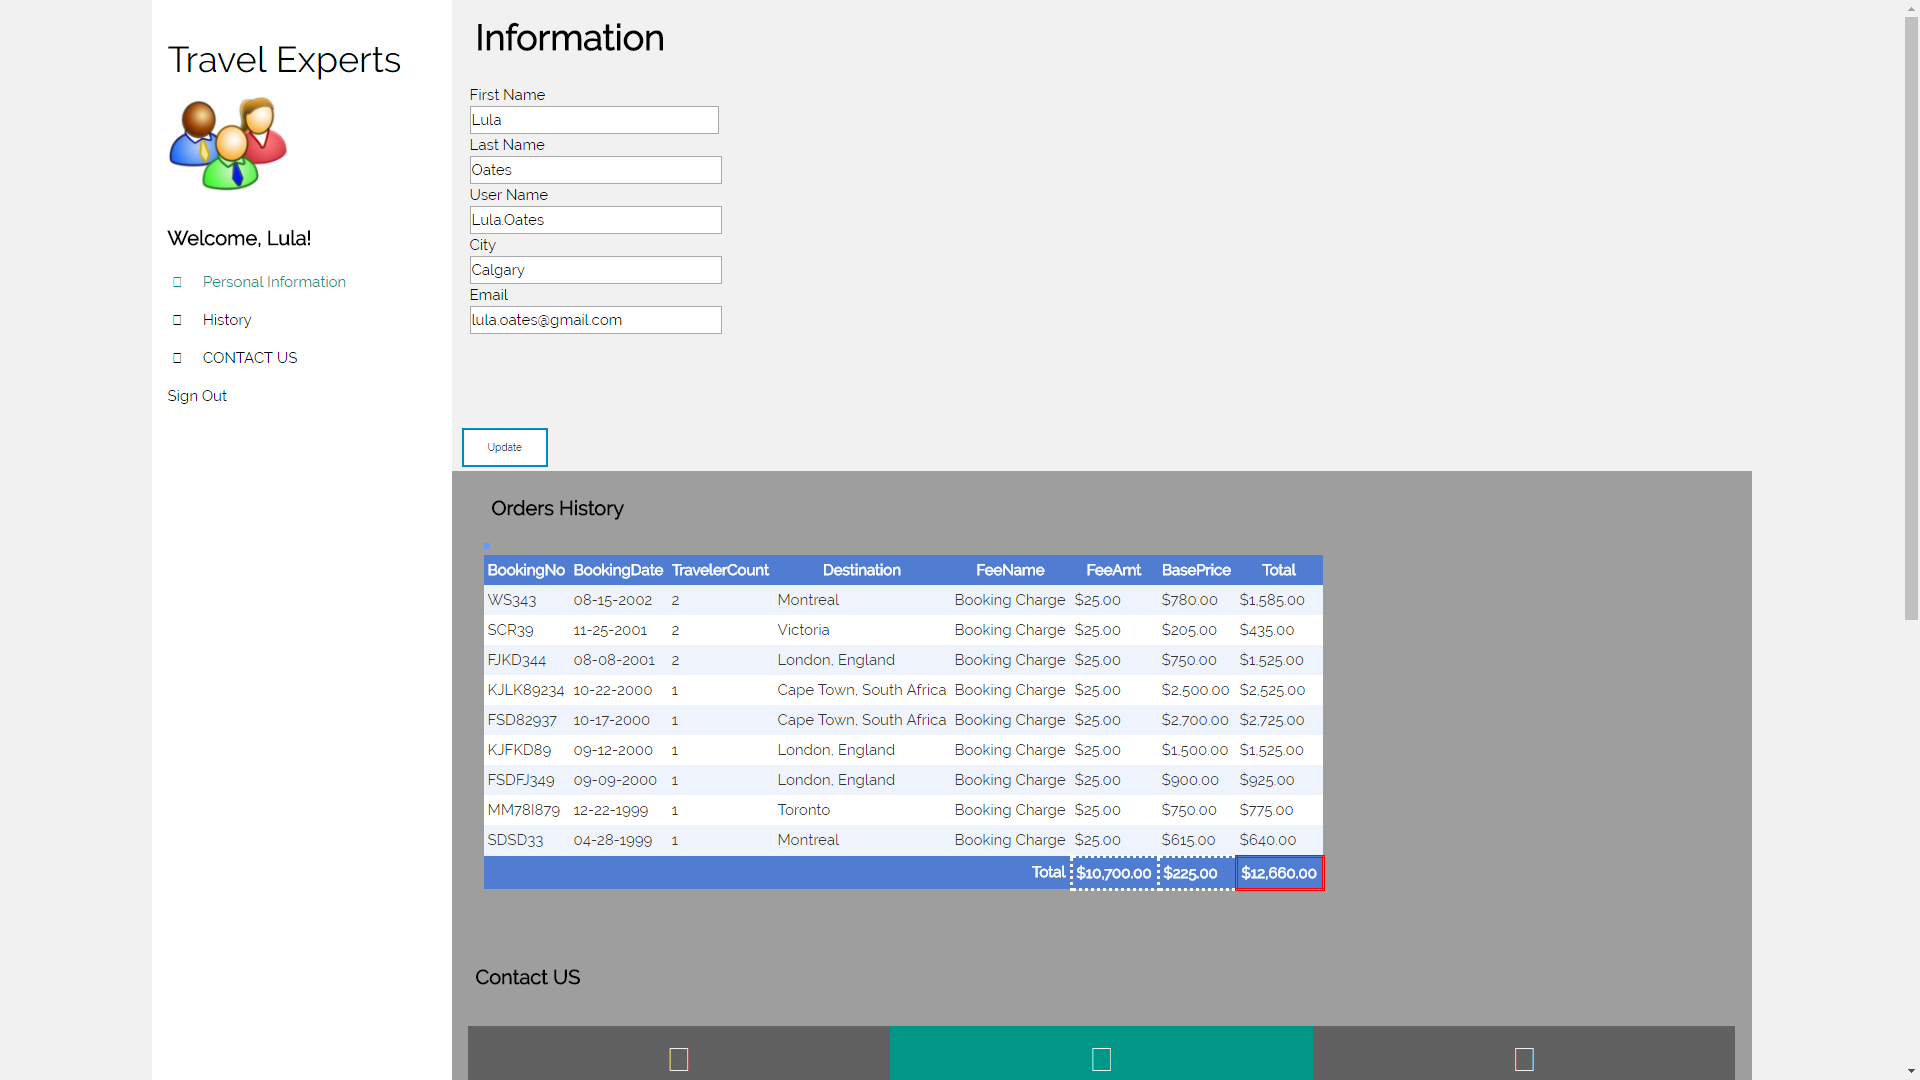 Travel Experts
Welcome, Lula!
Personal Information
History
CONTACT US
Sign Out
Information
First Name
Lula
Last Name
Oates
User Name
Lula.Oates
City
Calgary
Email
lula.oates@gmail.com
Update
Orders History
BookingNo BookingDate TravelerCount Destination FeeName FeeAmt BasePrice Total
WS343 08-15-2002 2 Montreal Booking Charge $25.00 $780.00 $1,585.00
SCR39 11-25-2001 2 Victoria Booking Charge $25.00 $205.00 $435.00
FJKD344 08-08-2001 2 London, England Booking Charge $25.00 $750.00 $1,525.00
KJLK89234 10-22-2000 1 Cape Town, South Africa Booking Charge $25.00 $2,500.00 $2,525.00
FSD82937 10-17-2000 1 Cape Town, South Africa Booking Charge $25.00 $2,700.00 $2,725.00
KJFKD89 09-12-2000 1 London, England Booking Charge $25.00 $1,500.00 $1,525.00
FSDFJ349 09-09-2000 1 London, England Booking Charge $25.00 $900.00 $925.00
MM78I879 12-22-1999 1 Toronto Booking Charge $25.00 $750.00 $775.00
SDSD33 04-28-1999 1 Montreal Booking Charge $25.00 $615.00 $640.00
Total $10,700.00 $225.00 $12,660.00
Contact US